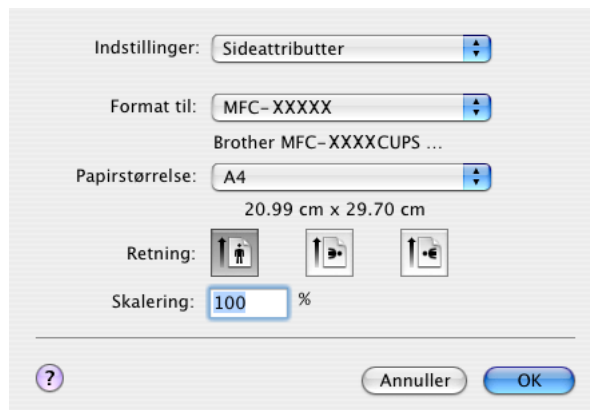 Indstillinger: Sideattributter
Format til: MFC-XXXXX
Brother MFC-XXXXCUPS ...
Papirstørrelse: A4
20.99 cm x 29.70 cm
Retning:
Skalering: 100 %
? Annuller OK